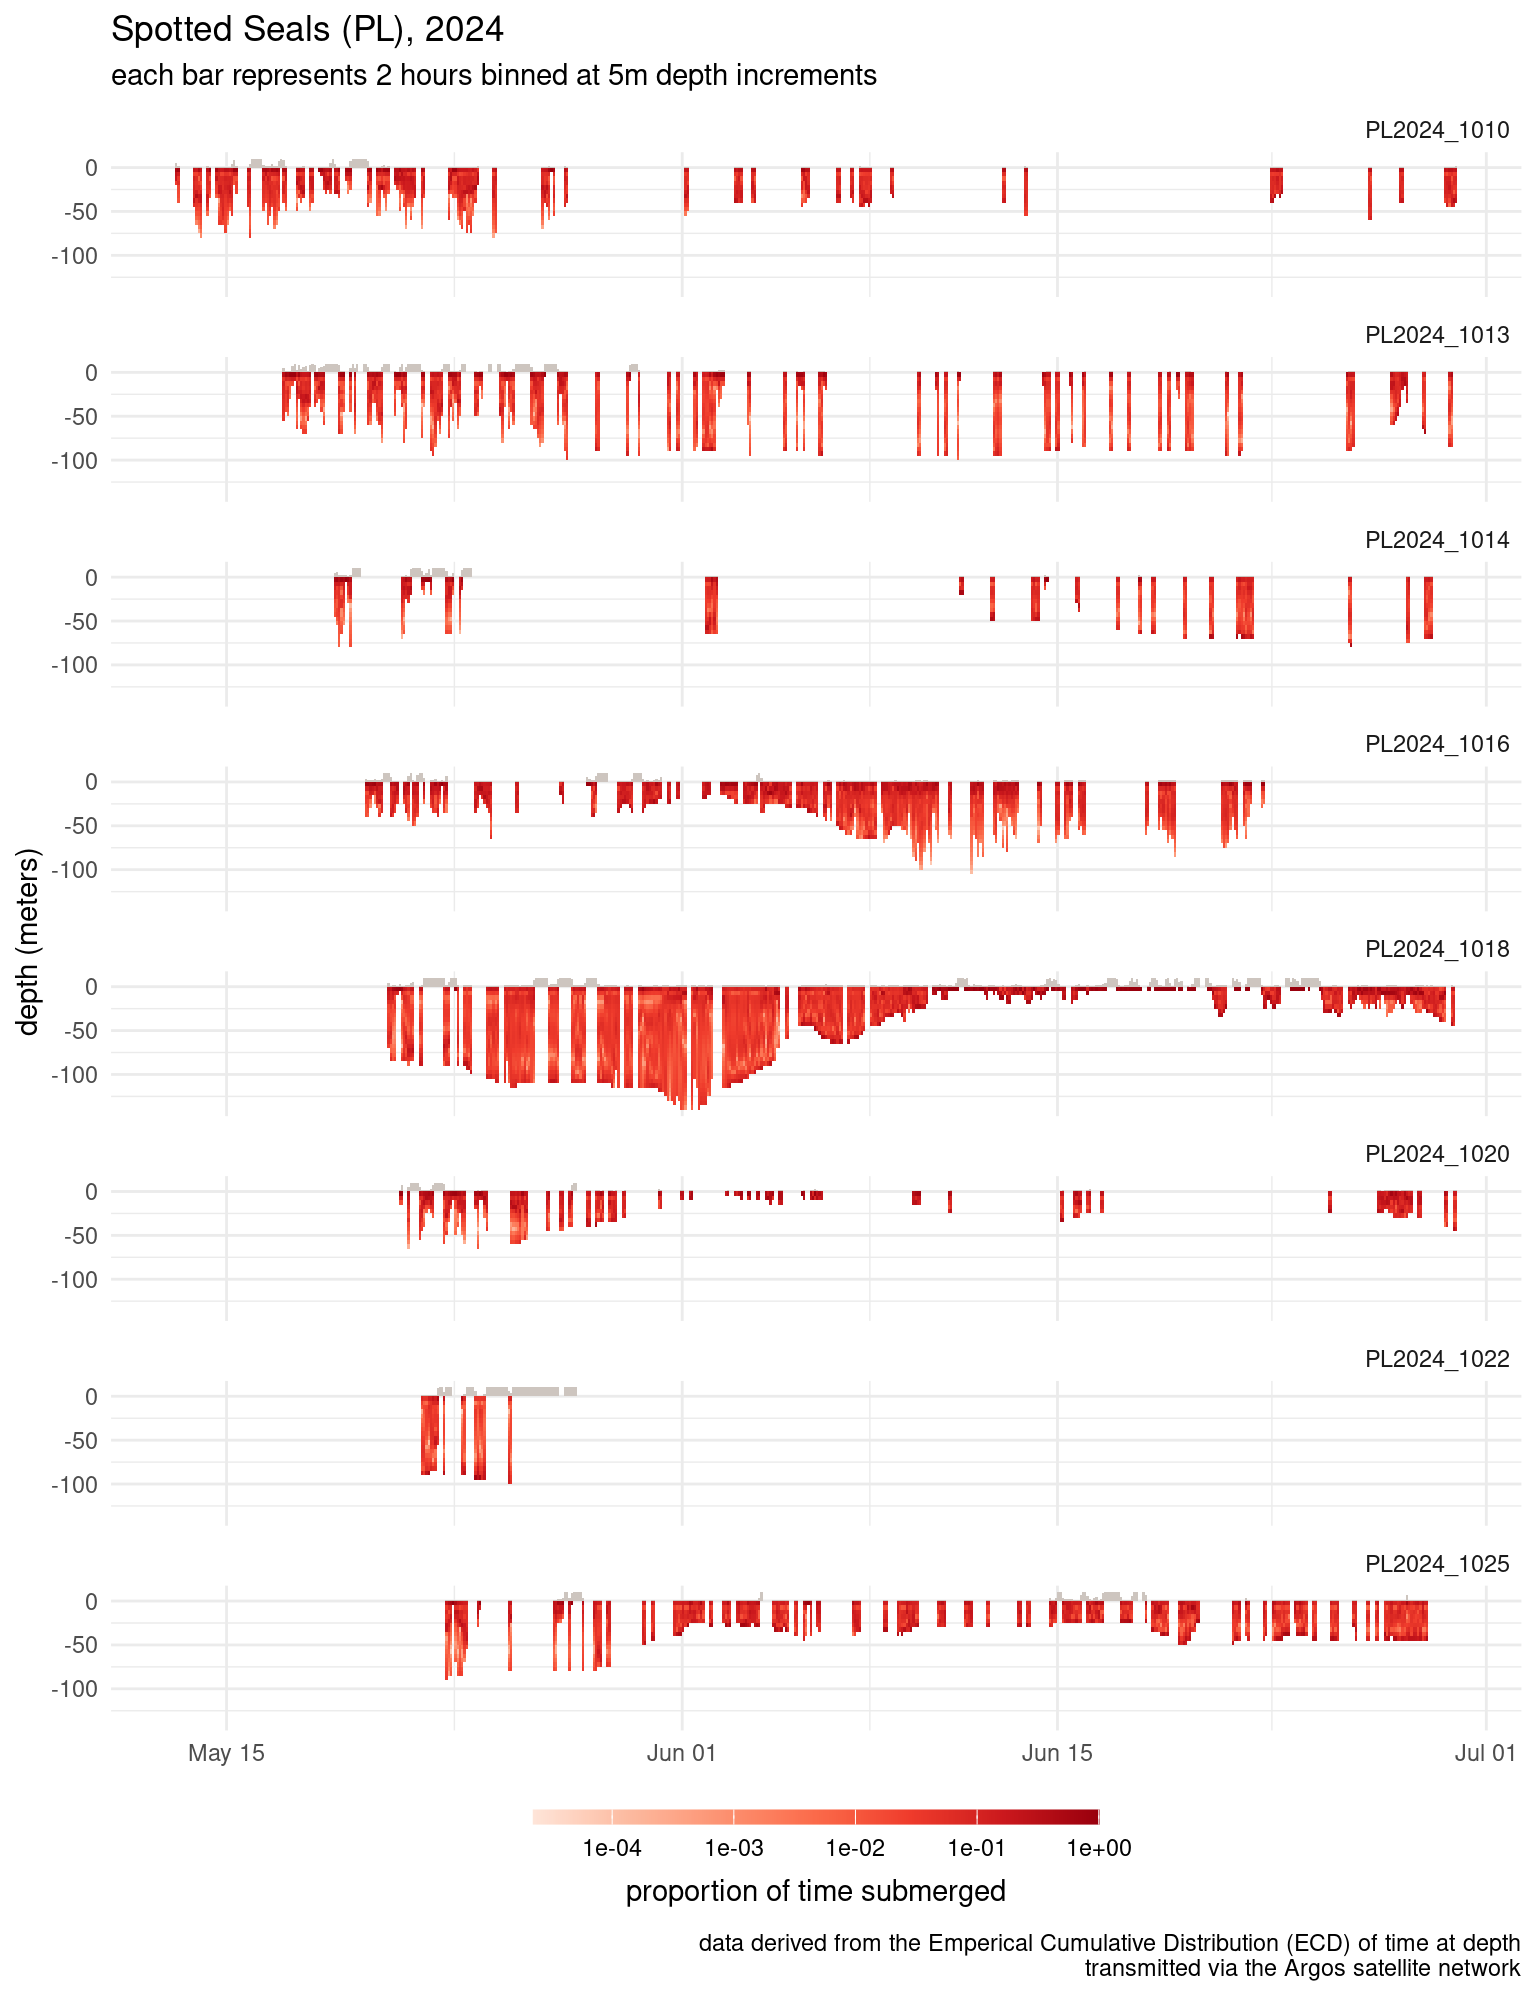 Spotted Seals (PL), 2024
each bar represents 2 hours binned at 5m depth increments
PL2024_1010
0
-50
-100
PL2024_1013
0
-50
-100
PL2024_1014
0
-50
-100
PL2024_1016
0
-50
-100
depth (meters)
PL2024_1018
0
-50
-100
PL2024_1020
0
-50
-100
PL2024_1022
0
-50
-100
PL2024_1025
0
-50
-100
May 15 Jun 01 Jun 15 Jul 01
1e-04 1e-03 1e-02 1e-01 1e+00
proportion of time submerged
data derived from the Emperical Cumulative Distribution (ECD) of time at depth
transmitted via the Argos satellite network